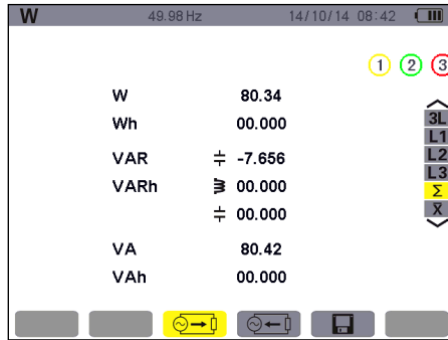 W 49.98 Hz 14/10/14 08:42
1 2 3
W 80.34
Wh 00.000
VAR -7.656
VARh 00.000
00.000
VA 80.42
VAh 00.000
3L
L1
L2
L3
Σ
X̄